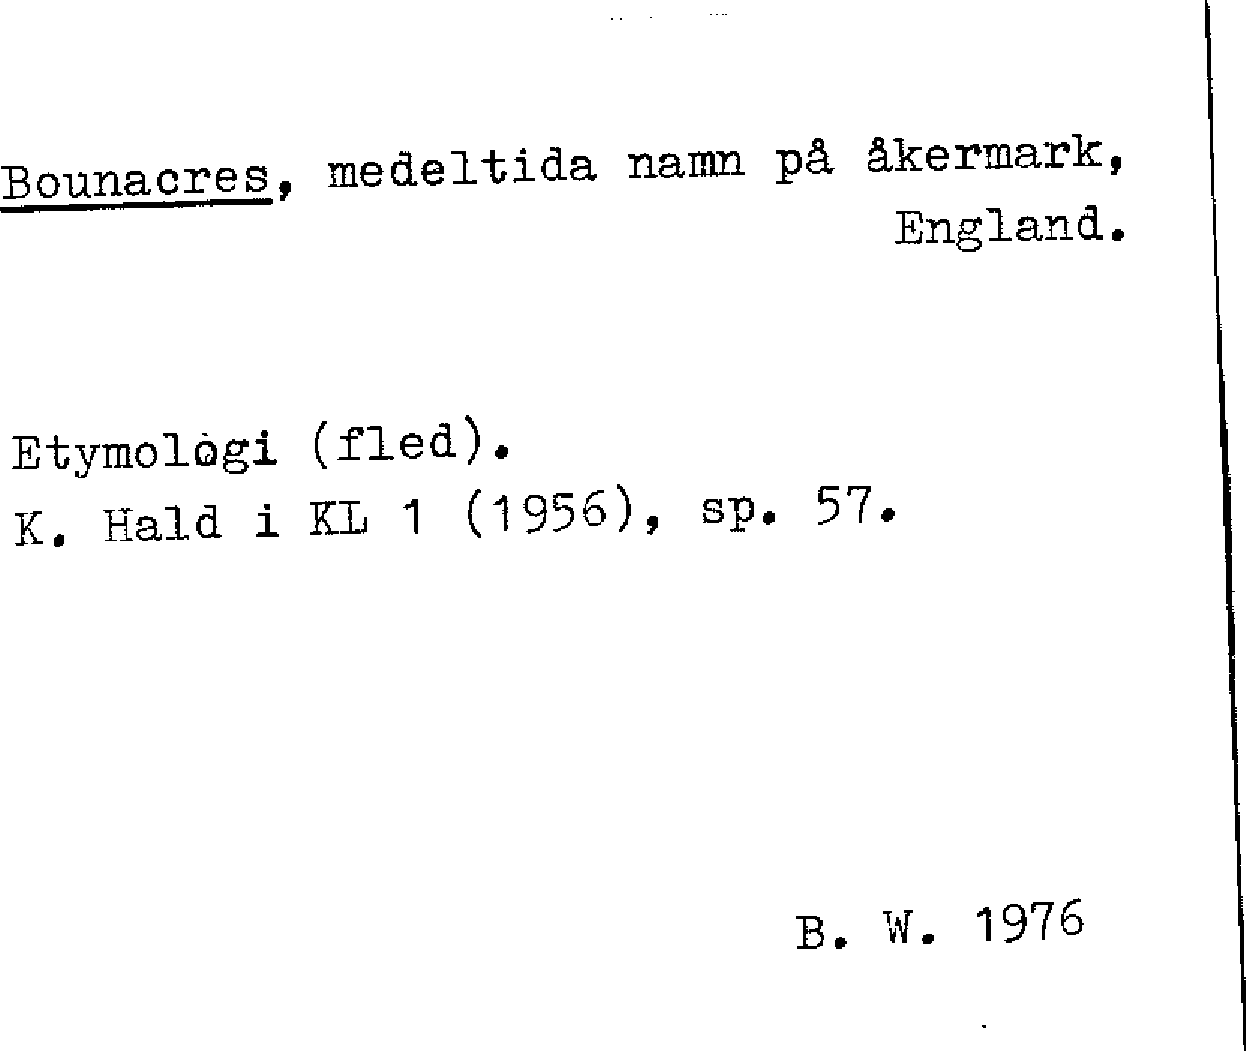 Bounacres, medeltida namn på åkermark,
England.
Etymologi (fled).
K. Hald i KL 1 (1956), sp. 57.
B. W. 1976